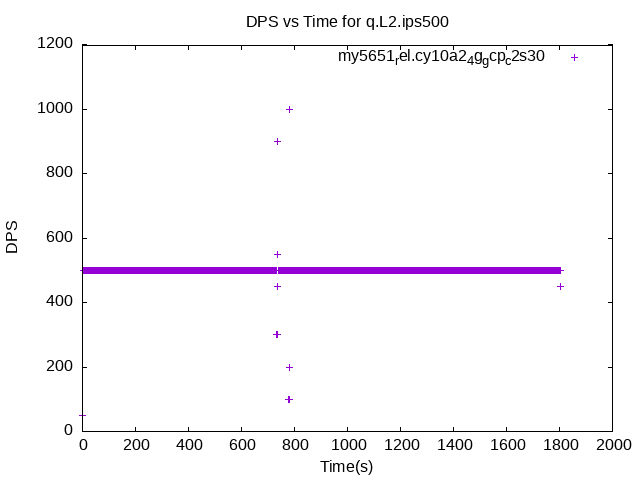 DPS vs Time for q.L2.ips500
my5651rel.cy10a24ggcpc2s30
1200
1000
800
600
400
200
0
DPS
0 200 400 600 800 1000 1200 1400 1600 1800 2000
Time(s)